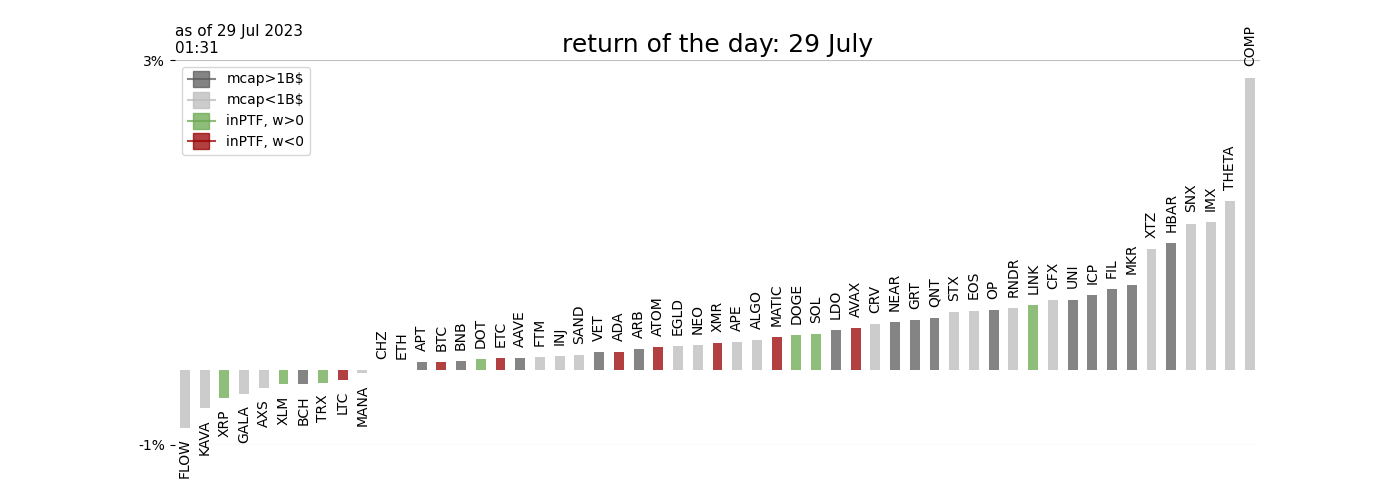 as of 29 Jul 2023
01:31
return of the day: 29 July
3%
mcap>1B$
mcap<1B$
inPTF, w>0
inPTF, w<0
-1%
FLOW
KAVA
XRP
GALA
AXS
XLM
BCH
TRX
LTC
MANA
CHZ
ETH
APT
BTC
BNB
DOT
ETC
AAVE
FTM
INJ
SAND
VET
ADA
ARB
ATOM
EGLD
NEO
XMR
APE
ALGO
MATIC
DOGE
SOL
LDO
AVAX
CRV
NEAR
GRT
QNT
STX
EOS
OP
RNDR
LINK
CFX
UNI
ICP
FIL
MKR
XTZ
HBAR
SNX
IMX
THETA
COMP